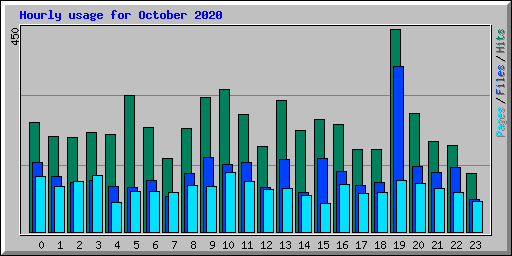 Hourly usage for October 2020
450
Pages/Files/Hits
0 1 2 3 4 5 6 7 8 9 10 11 12 13 14 15 16 17 18 19 20 21 22 23